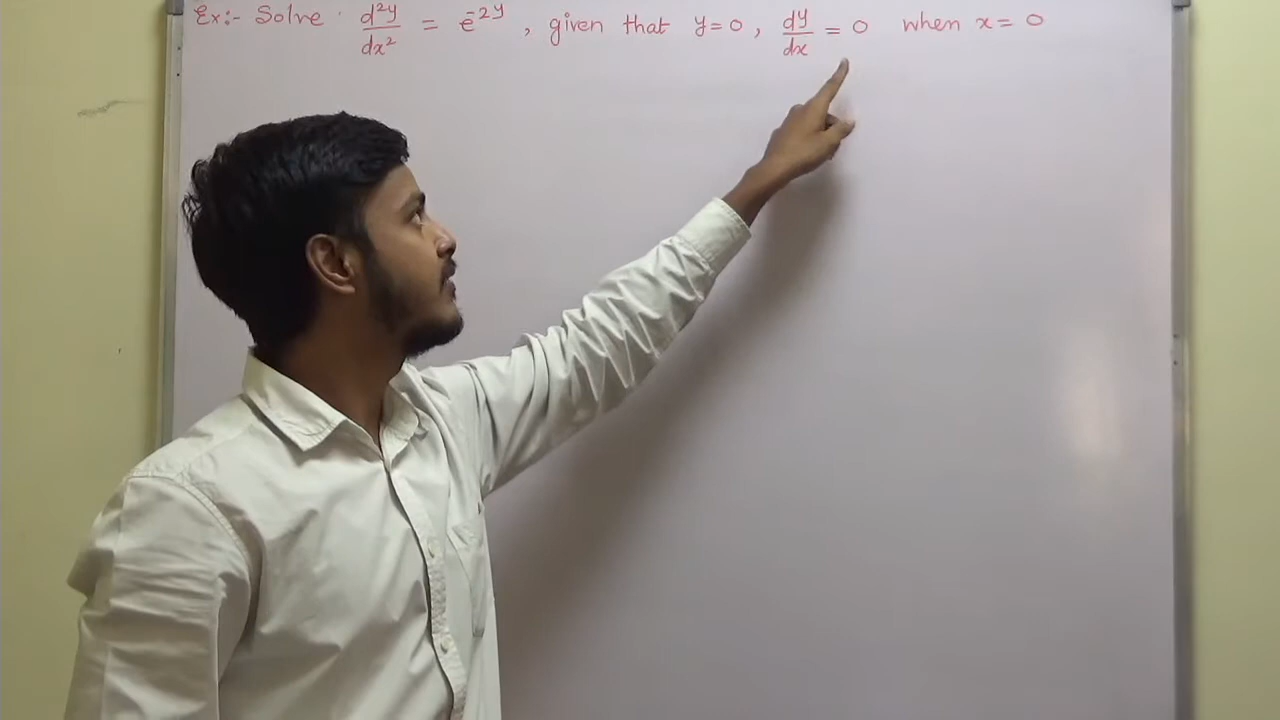 Ex:- Solve d²y/dx² = e⁻²ʸ , given that y=0 , dy/dx = 0 when x=0